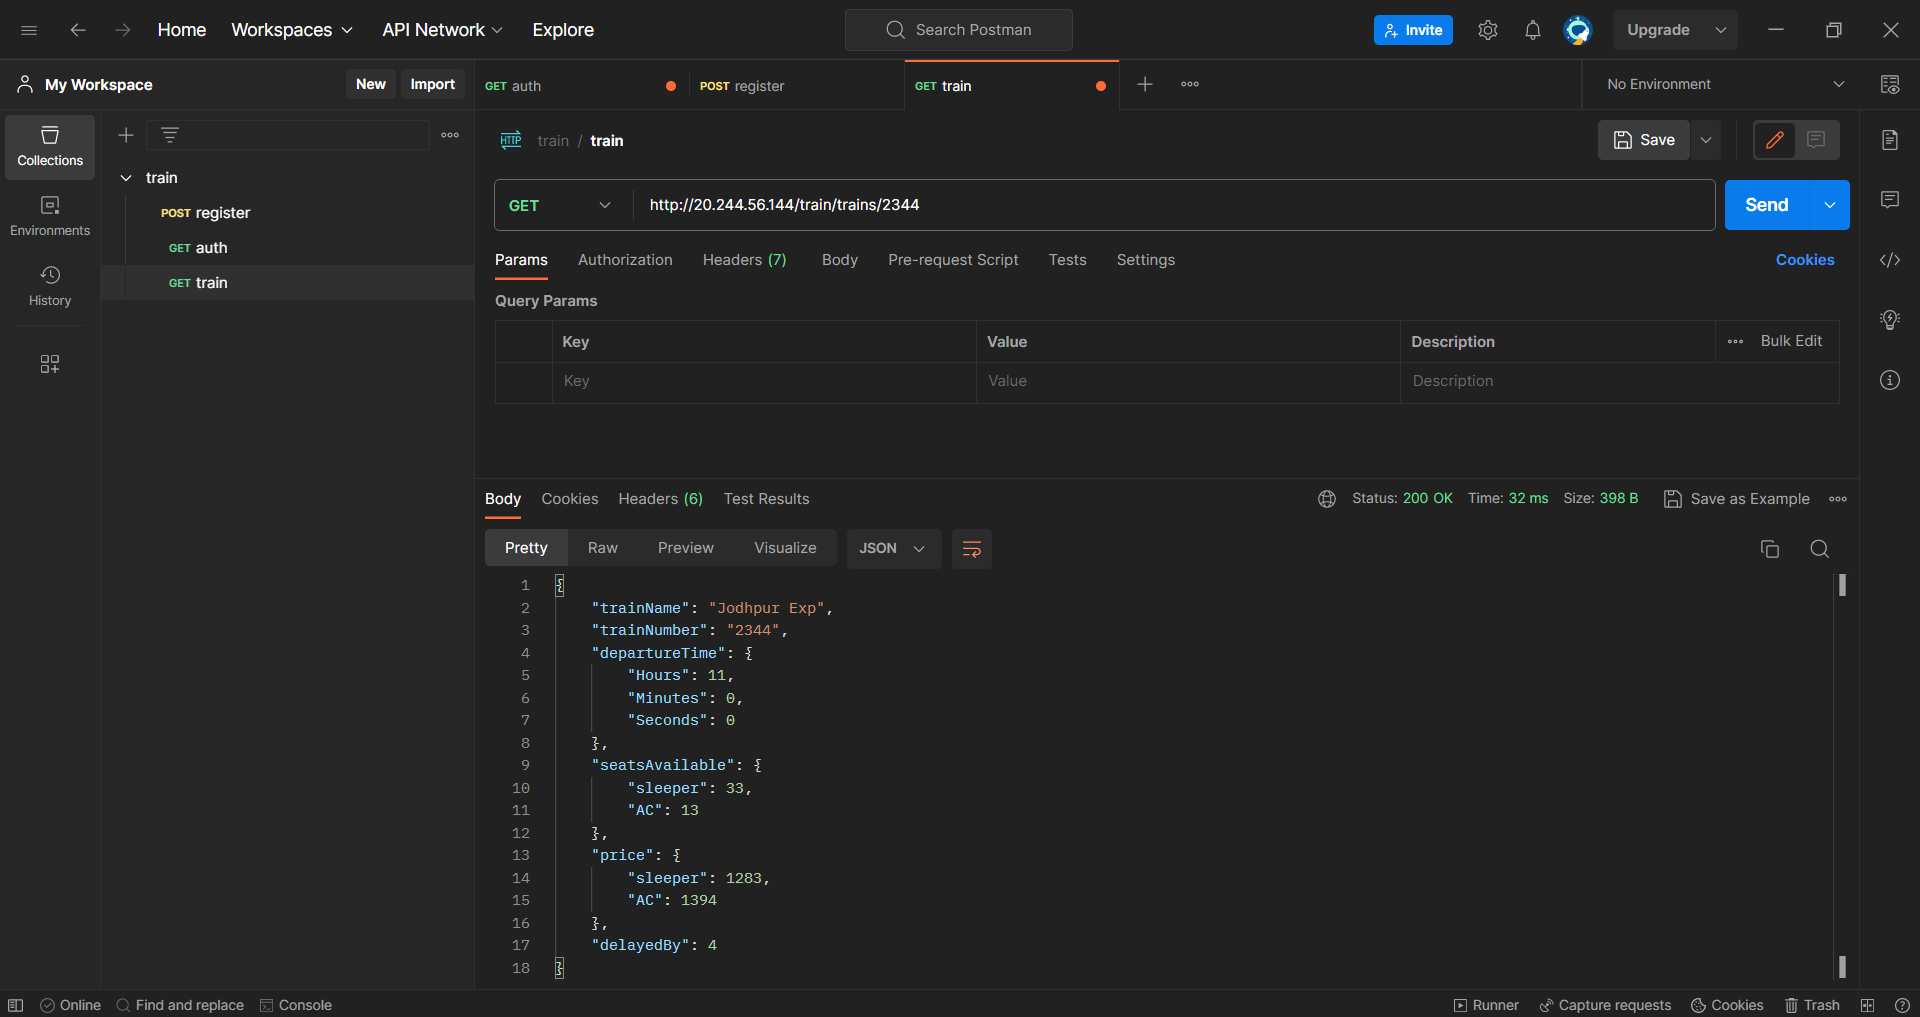 Home Workspaces API Network Explore Search Postman Invite Upgrade
My Workspace New Import GET auth POST register GET train No Environment
Collections
Environments
History
train
POST register
GET auth
GET train
HTTP train / train Save
GET http://20.244.56.144/train/trains/2344 Send
Params Authorization Headers (7) Body Pre-request Script Tests Settings Cookies
Query Params
Key Value Description Bulk Edit
Key Value Description
Body Cookies Headers (6) Test Results Status: 200 OK Time: 32 ms Size: 398 B Save as Example
Pretty Raw Preview Visualize JSON
1 {
2 "trainName": "Jodhpur Exp",
3 "trainNumber": "2344",
4 "departureTime": {
5 "Hours": 11,
6 "Minutes": 0,
7 "Seconds": 0
8 },
9 "seatsAvailable": {
10 "sleeper": 33,
11 "AC": 13
12 },
13 "price": {
14 "sleeper": 1283,
15 "AC": 1394
16 },
17 "delayedBy": 4
18 }
Online Find and replace Console Runner Capture requests Cookies Trash